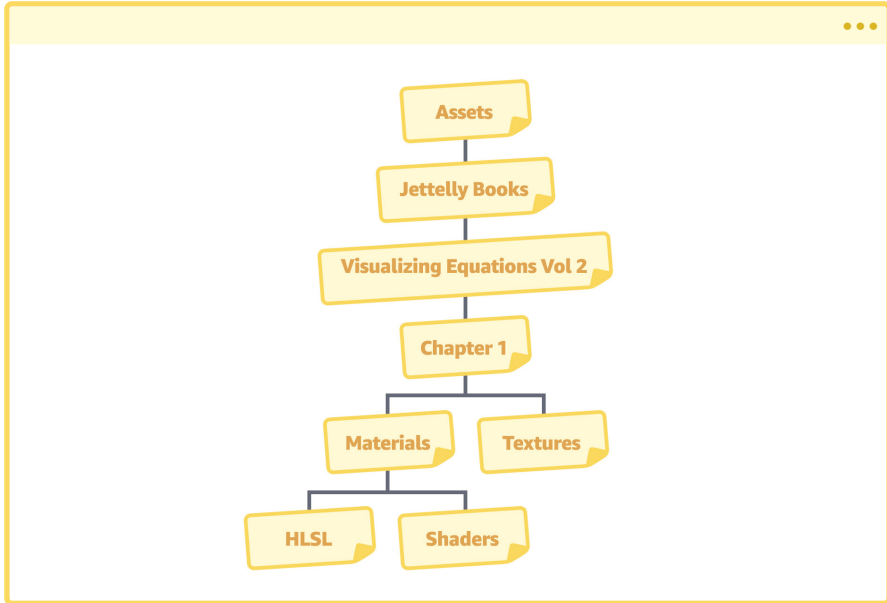 Assets
Jettelly Books
Visualizing Equations Vol 2
Chapter 1
Materials
Textures
HLSL
Shaders